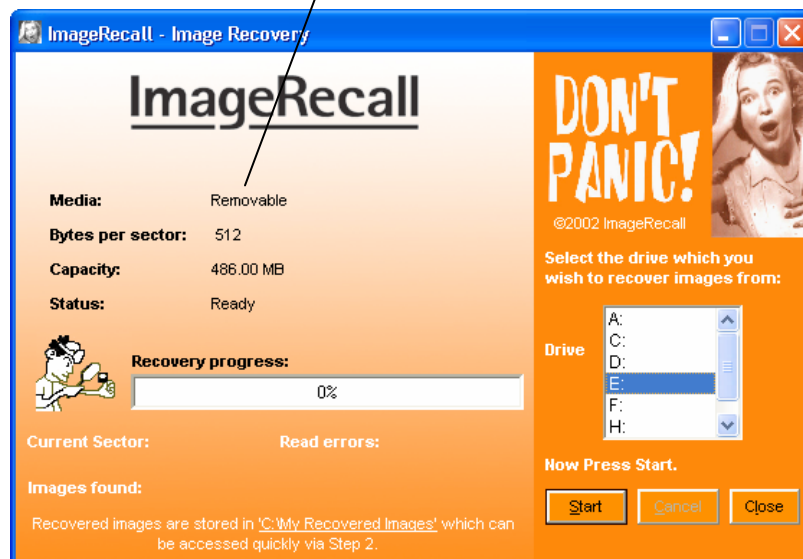 ImageRecall - Image Recovery
ImageRecall
Media: Removable
Bytes per sector: 512
Capacity: 486.00 MB
Status: Ready
Recovery progress:
0%
Current Sector: Read errors:
Images found:
Recovered images are stored in 'C:\My Recovered Images' which can
be accessed quickly via Step 2.
DON'T
PANIC!
©2002 ImageRecall
Select the drive which you
wish to recover images from:
Drive
A:
C:
D:
E:
F:
H:
Now Press Start.
Start Cancel Close